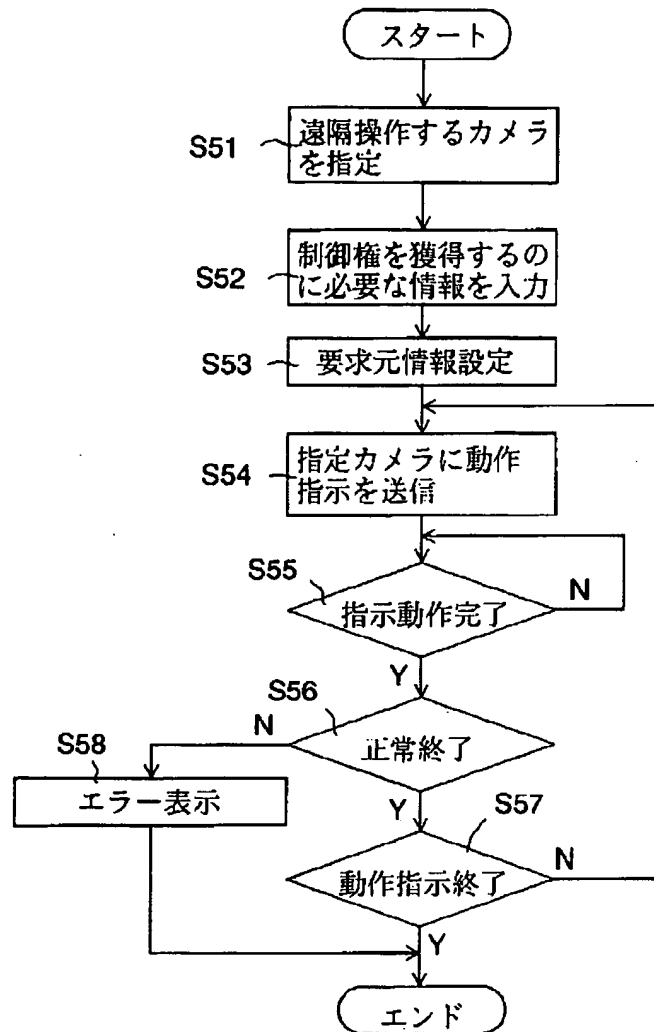 スタート
S51
遠隔操作するカメラ
を指定
S52
制御権を獲得するの
に必要な情報を入力
S53
要求元情報設定
S54
指定カメラに動作
指示を送信
S55
指示動作完了
N
Y
S56
正常終了
N
Y
S58
エラー表示
S57
動作指示終了
N
Y
エンド